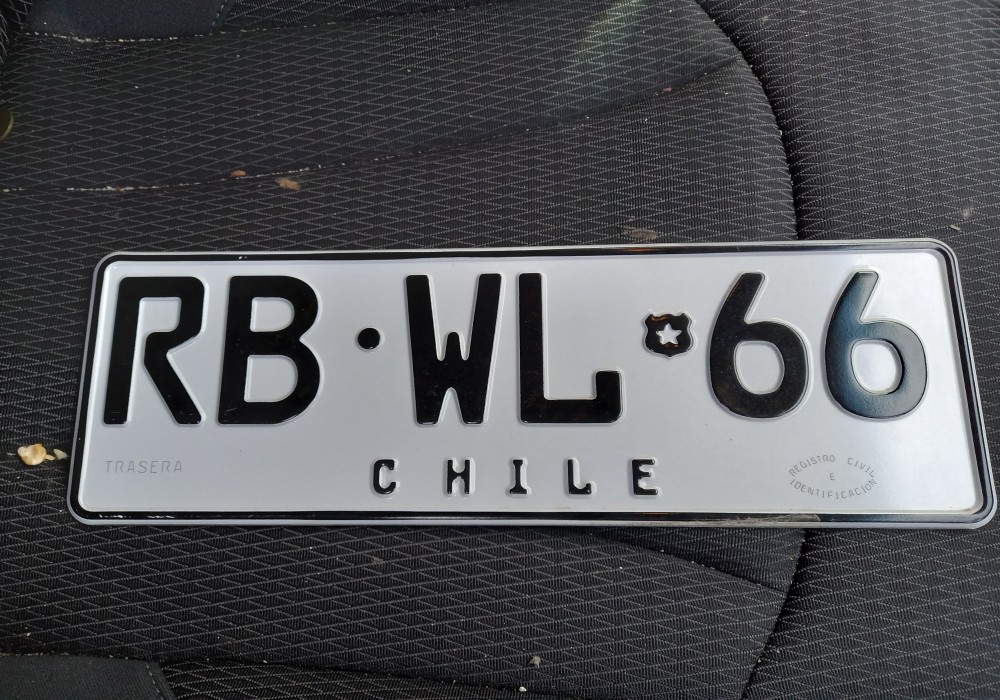 RB·WL 66
TRASERA
CHILE
REGISTRO CIVIL
E
IDENTIFICACION